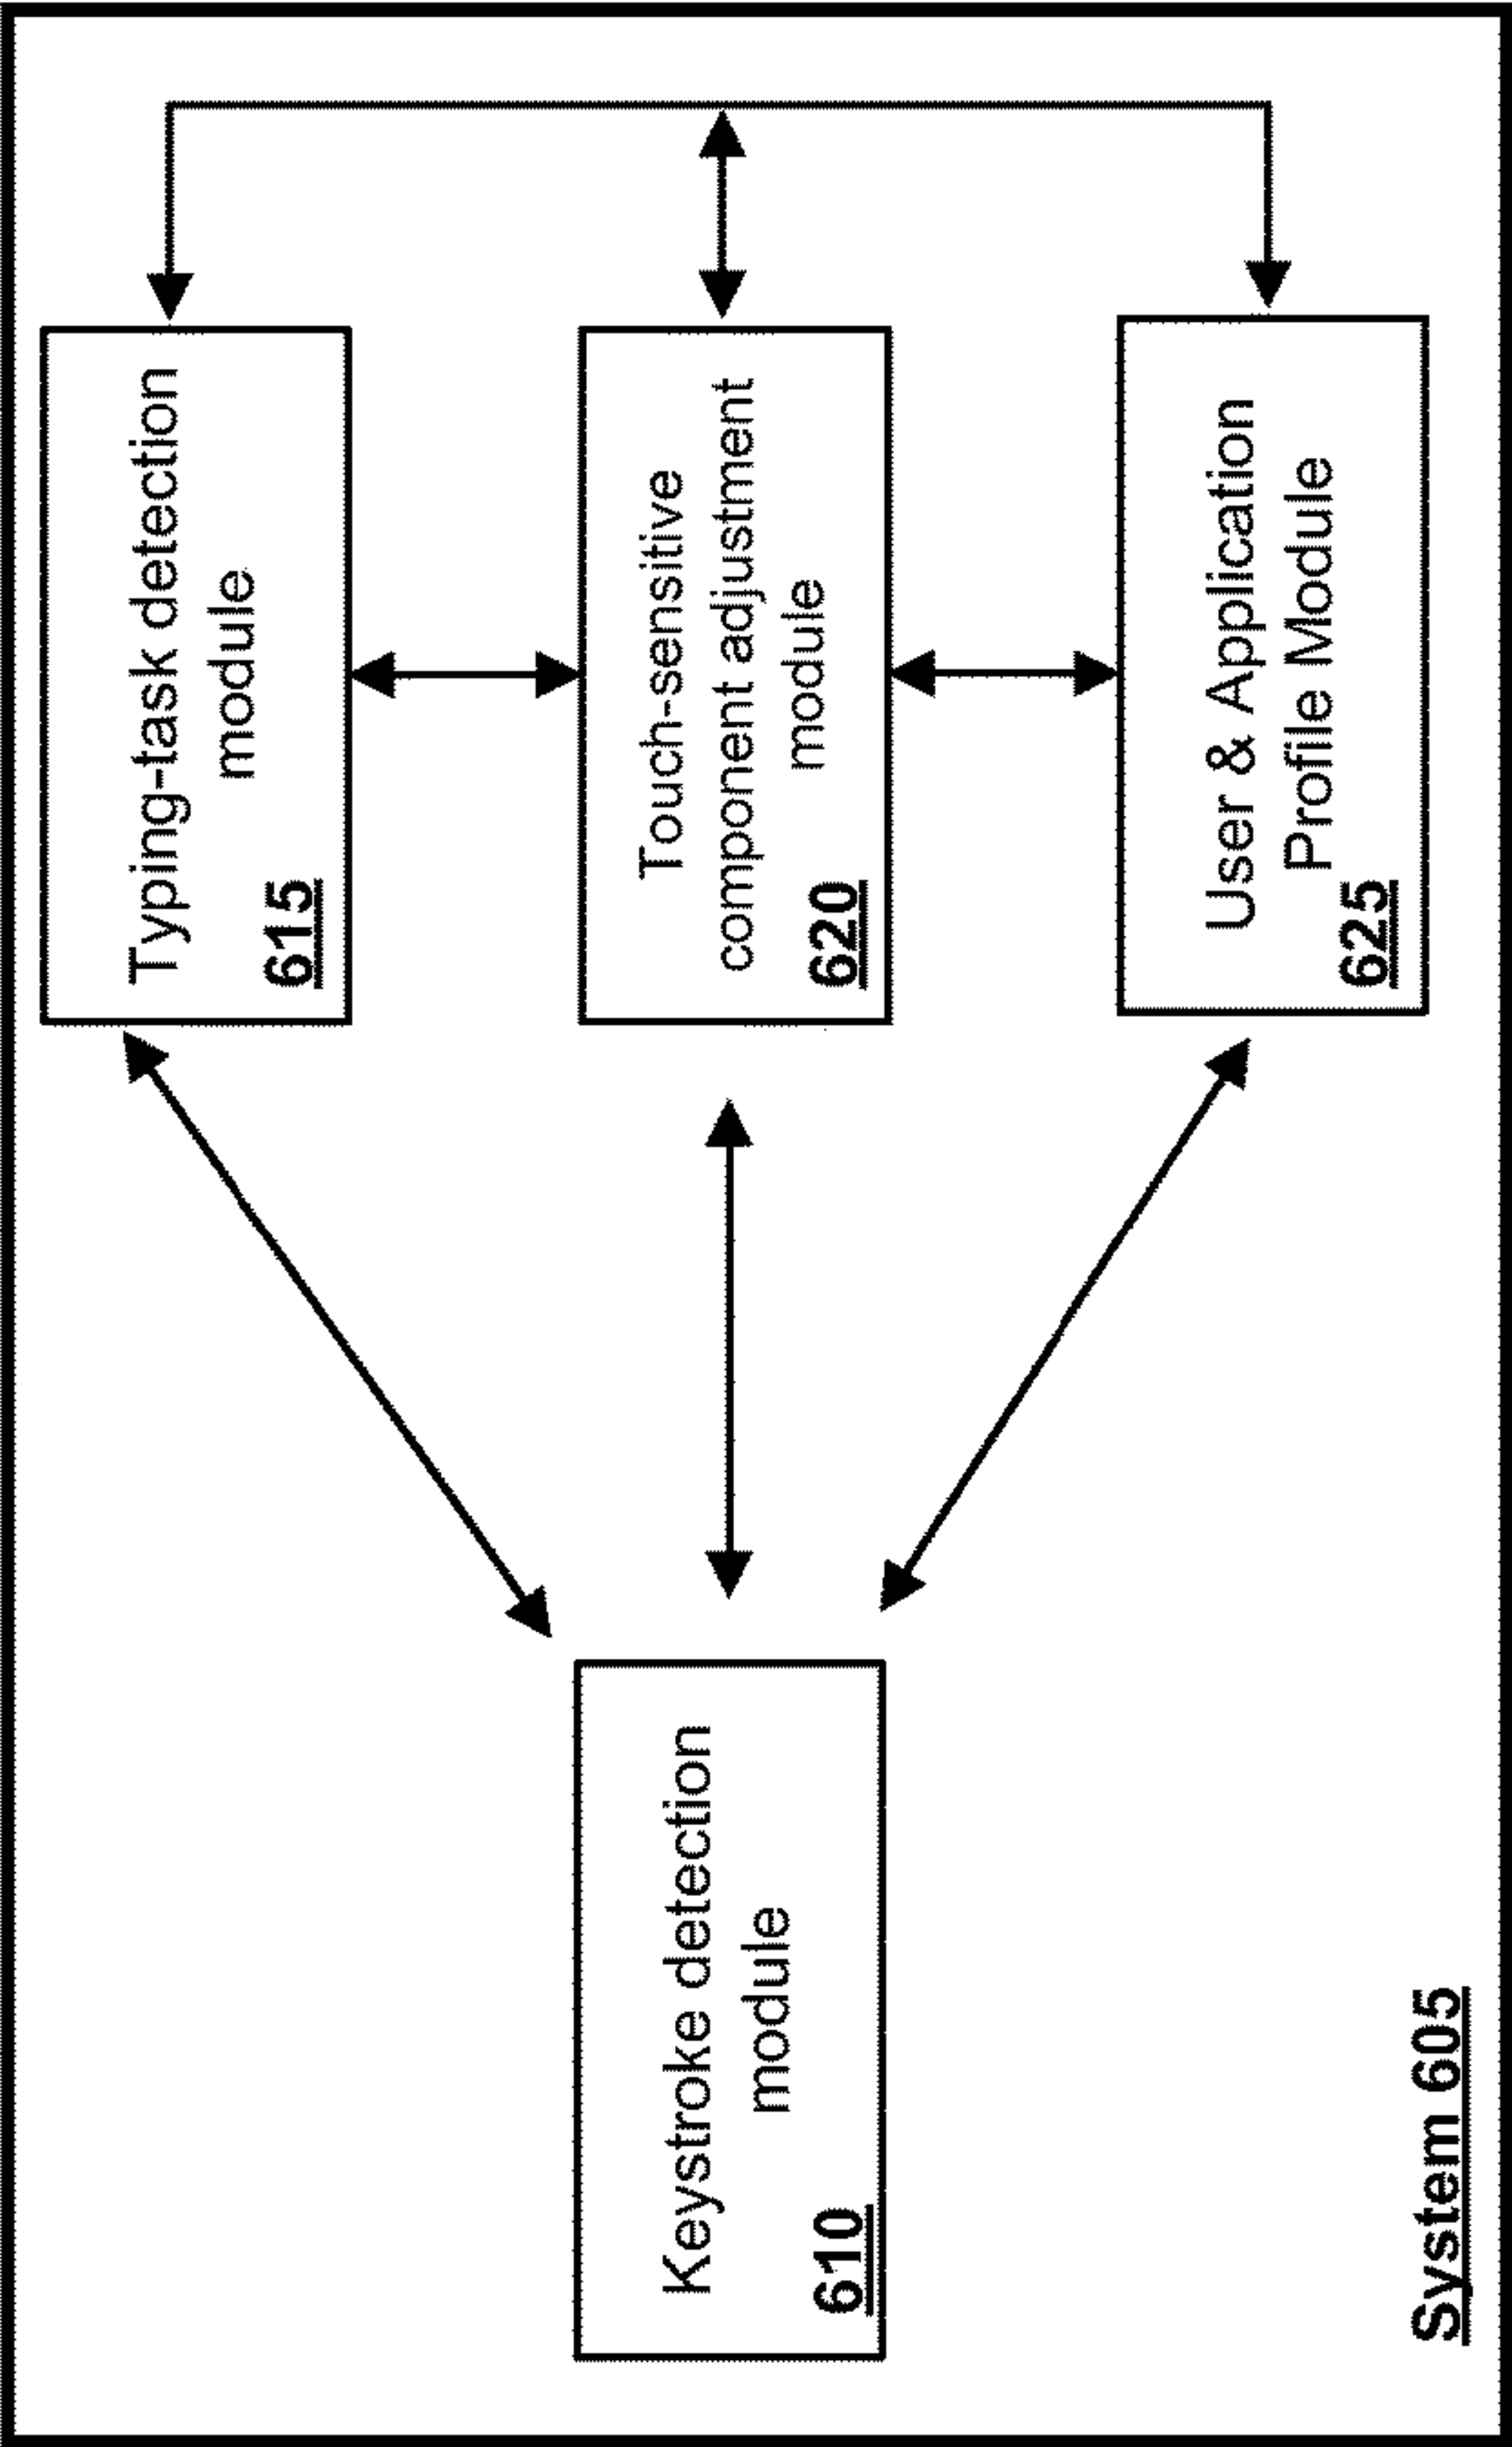 Typing-task detection
module
615
Keystroke detection
module
610
Touch-sensitive
component adjustment
module
620
User & Application
Profile Module
625
System 605